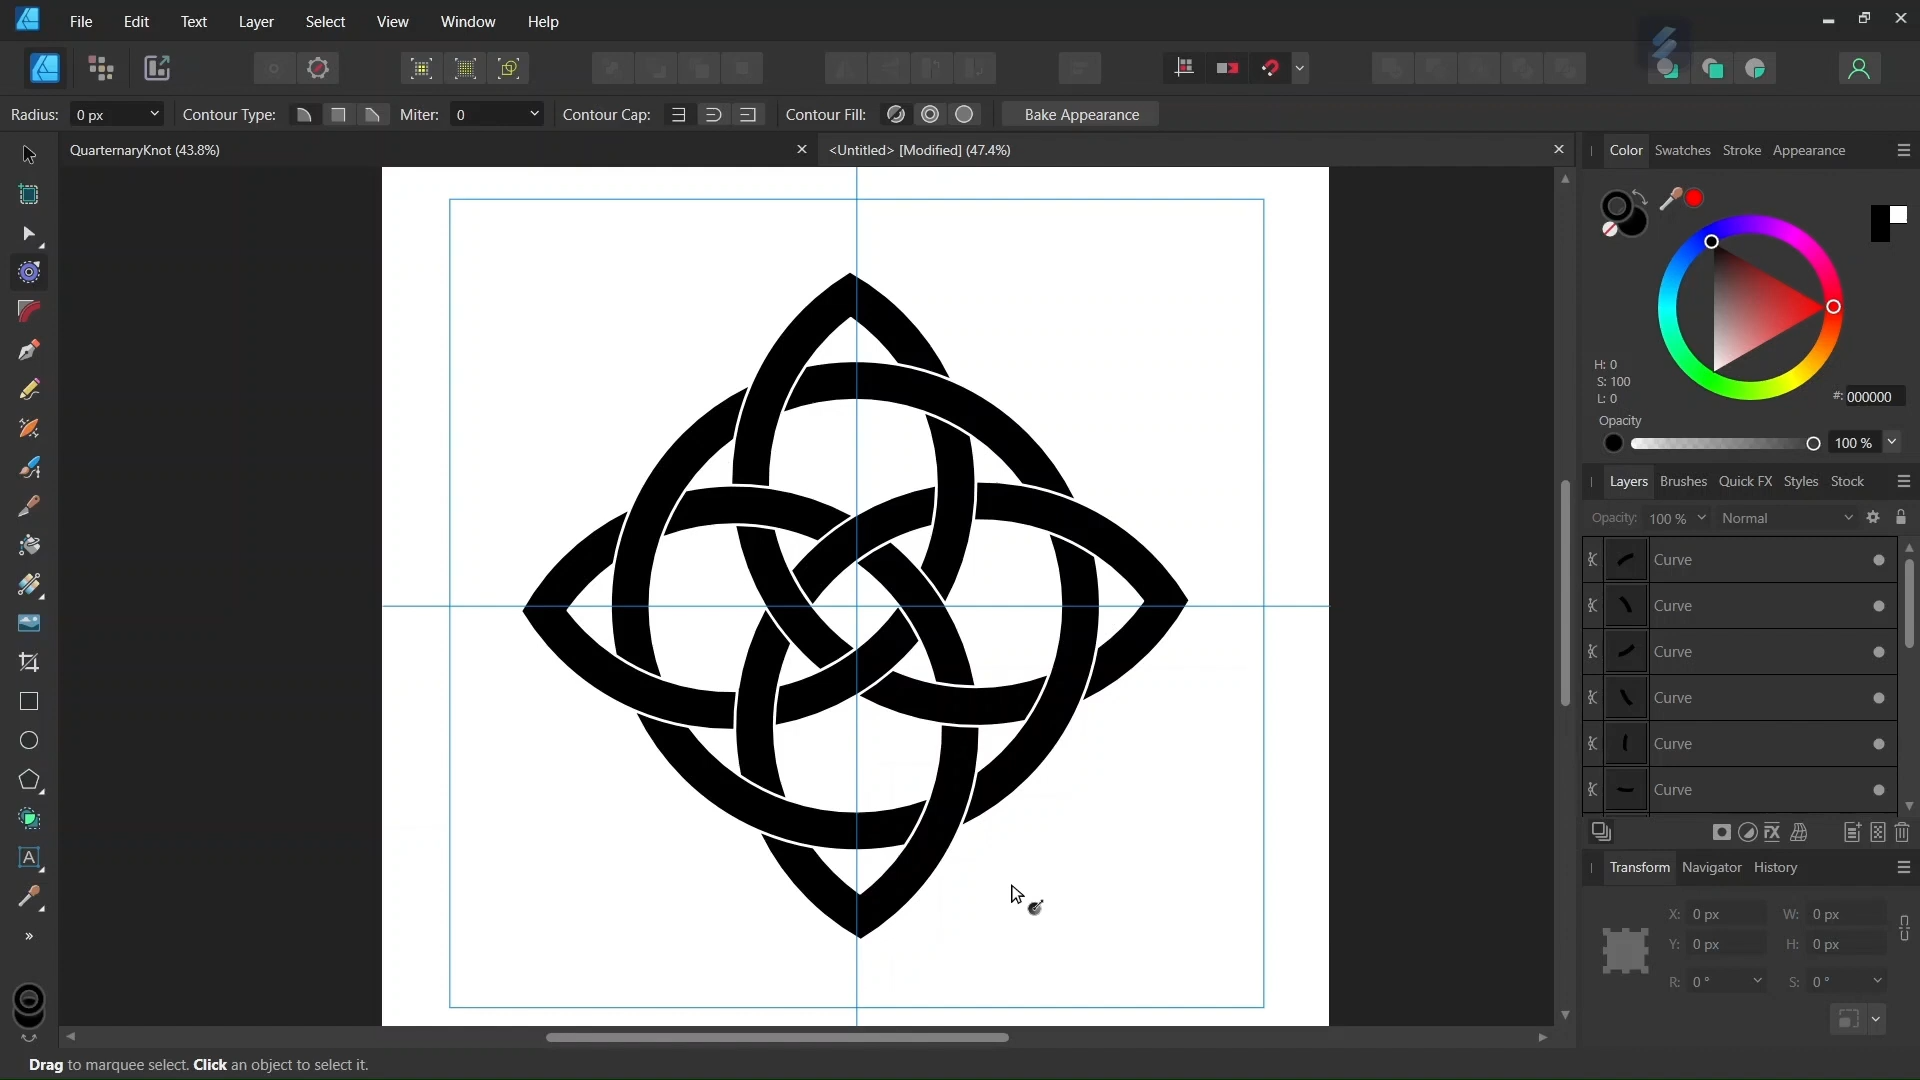 File Edit Text Layer Select View Window Help
Radius: 0 px Contour Type: Miter: 0 Contour Cap: Contour Fill: Bake Appearance
QuarternaryKnot (43.8%)
<Untitled> [Modified] (47.4%)
Color Swatches Stroke Appearance
H: 0
S: 100
L: 0
#: 000000
Opacity
100 %
Layers Brushes Quick FX Styles Stock
Opacity: 100 % Normal
Curve
Curve
Curve
Curve
Curve
Curve
Transform Navigator History
X: 0 px W: 0 px
Y: 0 px H: 0 px
R: 0 ° S: 0 °
Drag to marquee select. Click an object to select it.